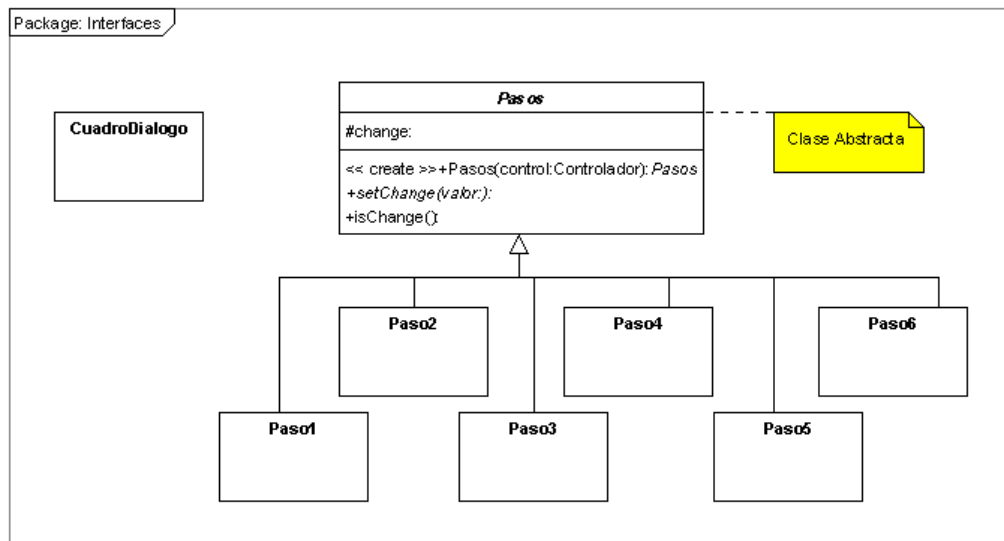 Package: Interfaces
Pasos
CuadroDialogo
#change:
Clase Abstracta
<< create >>+Pasos(control:Controlador): Pasos
+setChange(valor:):
+isChange():
Paso2
Paso4
Paso6
Paso1
Paso3
Paso5